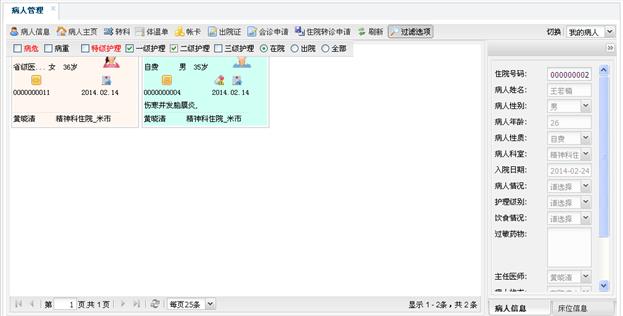 病人管理
病人信息 病人主页 转科 体温单 帐卡 出院证 会诊申请 住院转诊申请 刷新 过滤选项 切换 我的病人
病危 病重 特级护理 一级护理 二级护理 三级护理 在院 出院 全部
省级医... 女 36岁
0000000011 2014.02.14
黄皖渣 精神科住院_米市
自费 男 35岁
0000000004 2014.02.14
伤寒并发脑膜炎,
黄皖渣 精神科住院_米市
第 1 页,共 1 页 每页25条 显示 1 - 2条，共 2 条
住院号码: 000000002
病人姓名:
病人性别: 男
病人年龄: 26
病人性质: 自费
病人科室: 精神科住
入院日期: 2014-02-24
病人情况: 请选择
护理级别: 请选择
饮食情况: 请选择
过敏药物:
主任医师: 黄皖渣
病人信息 床位信息